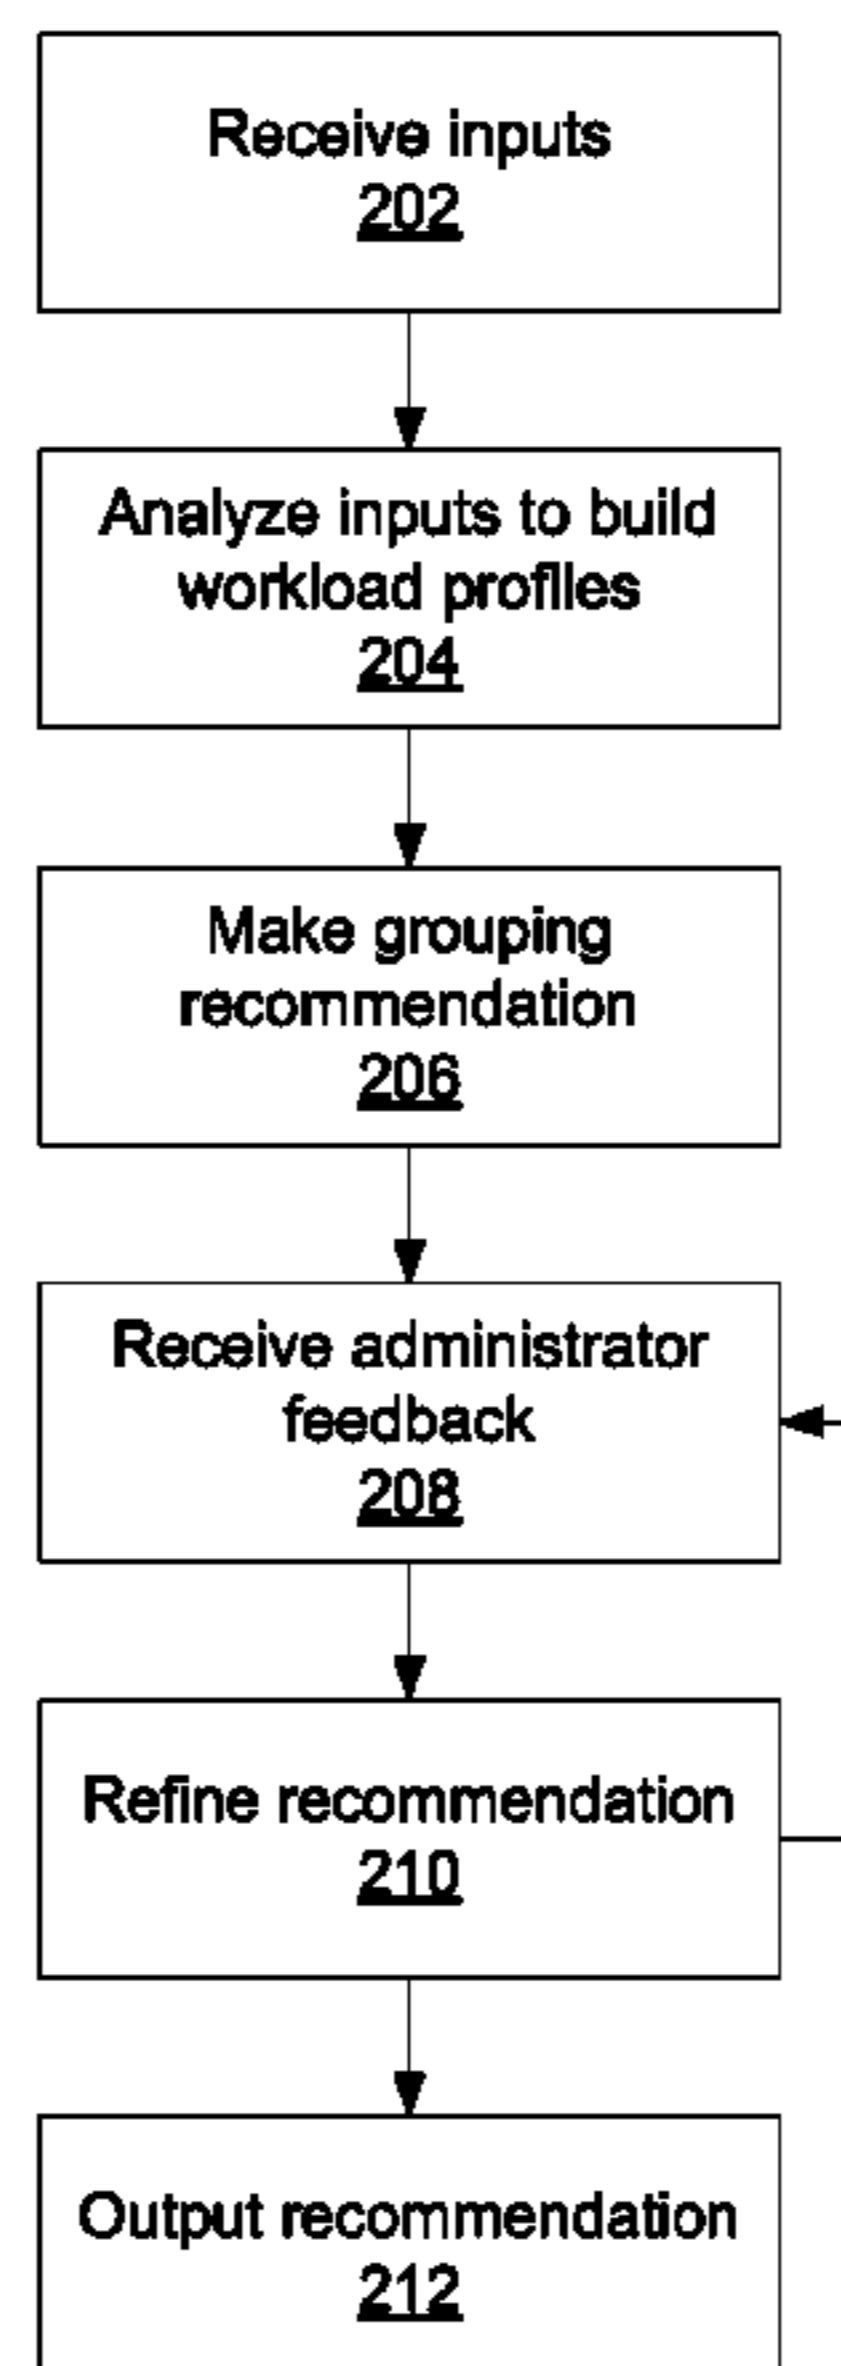 Receive inputs
202
Analyze inputs to build
workload profiles
204
Make grouping
recommendation
206
Receive administrator
feedback
208
Refine recommendation
210
Output recommendation
212